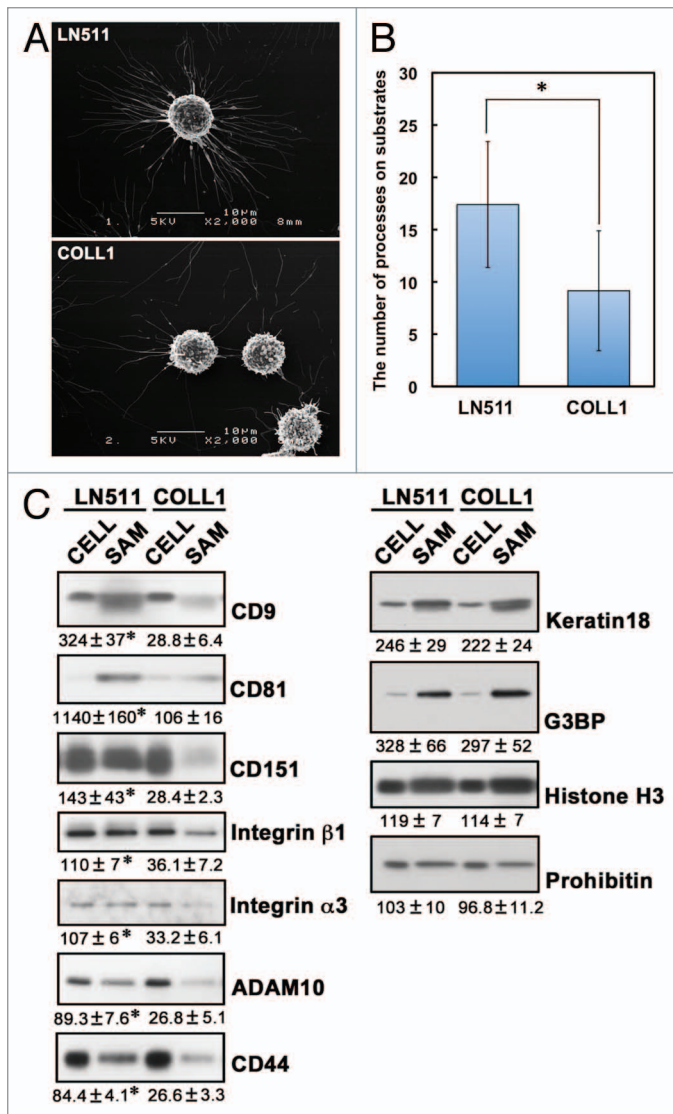 A
LN511
10µm
1. 5KV X2,000 8mm
COLL1
10µm
2. 5KV X2,000
B
The number of processes on substrates
30
25
20
15
10
5
0
*
LN511 COLL1
C
LN511 COLL1
CELL SAM CELL SAM
CD9
324±37* 28.8±6.4
CD81
1140±160* 106±16
CD151
143±43* 28.4±2.3
Integrin β1
110±7* 36.1±7.2
Integrin α3
107±6* 33.2±6.1
ADAM10
89.3±7.6* 26.8±5.1
CD44
84.4±4.1* 26.6±3.3
LN511 COLL1
CELL SAM CELL SAM
Keratin18
246±29 222±24
G3BP
328±66 297±52
Histone H3
119±7 114±7
Prohibitin
103±10 96.8±11.2